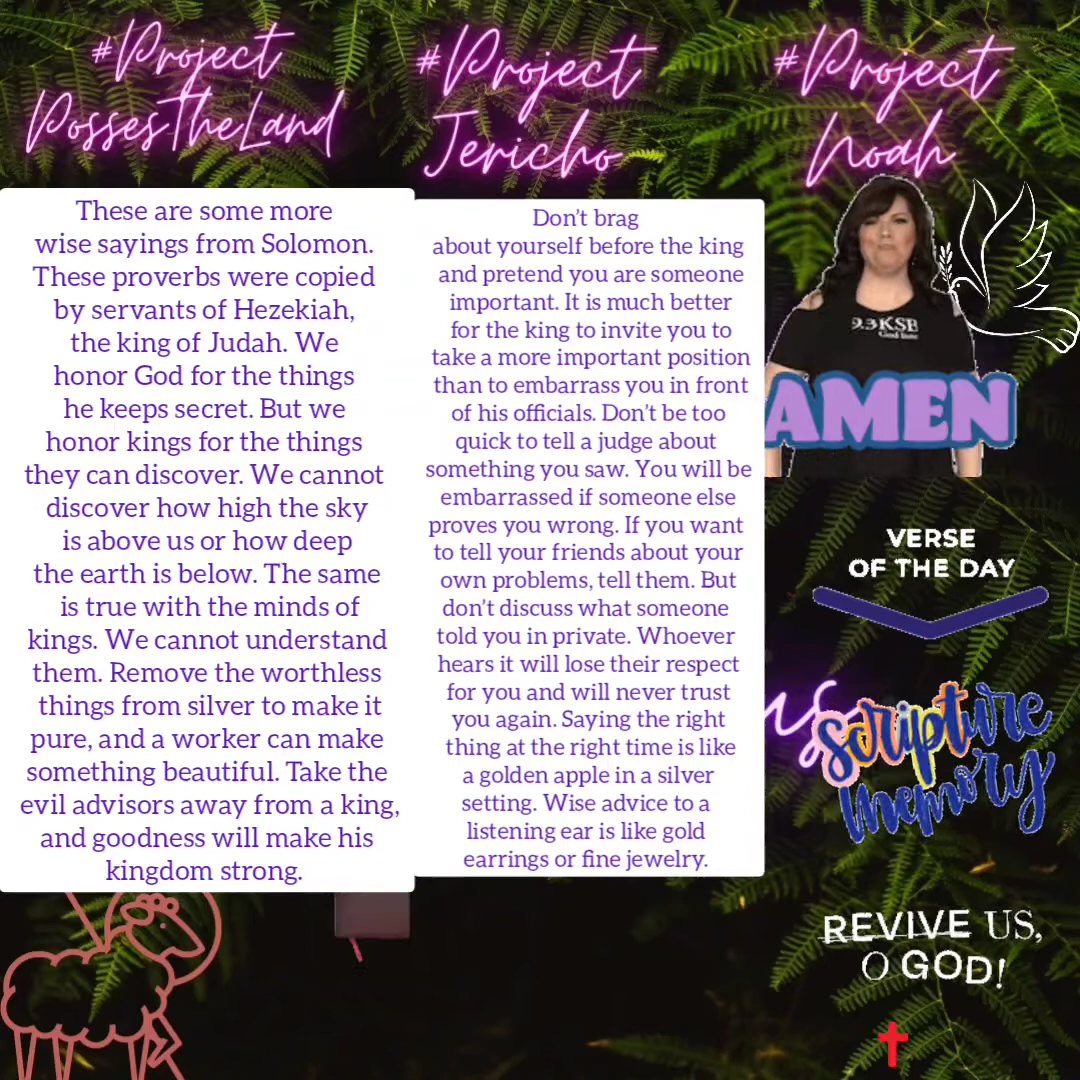 #Project
PossesTheLand
#Project
Jericho
#Project
Noah
These are some more
wise sayings from Solomon.
These proverbs were copied
by servants of Hezekiah,
the king of Judah. We
honor God for the things
he keeps secret. But we
honor kings for the things
they can discover. We cannot
discover how high the sky
is above us or how deep
the earth is below. The same
is true with the minds of
kings. We cannot understand
them. Remove the worthless
things from silver to make it
pure, and a worker can make
something beautiful. Take the
evil advisors away from a king,
and goodness will make his
kingdom strong.
Don’t brag
about yourself before the king
and pretend you are someone
important. It is much better
for the king to invite you to
take a more important position
than to embarrass you in front
of his officials. Don’t be too
quick to tell a judge about
something you saw. You will be
embarrassed if someone else
proves you wrong. If you want
to tell your friends about your
own problems, tell them. But
don’t discuss what someone
told you in private. Whoever
hears it will lose their respect
for you and will never trust
you again. Saying the right
thing at the right time is like
a golden apple in a silver
setting. Wise advice to a
listening ear is like gold
earrings or fine jewelry.
9.3 KSB
AMEN
VERSE
OF THE DAY
us
scripture
memory
REVIVE US,
O GOD!